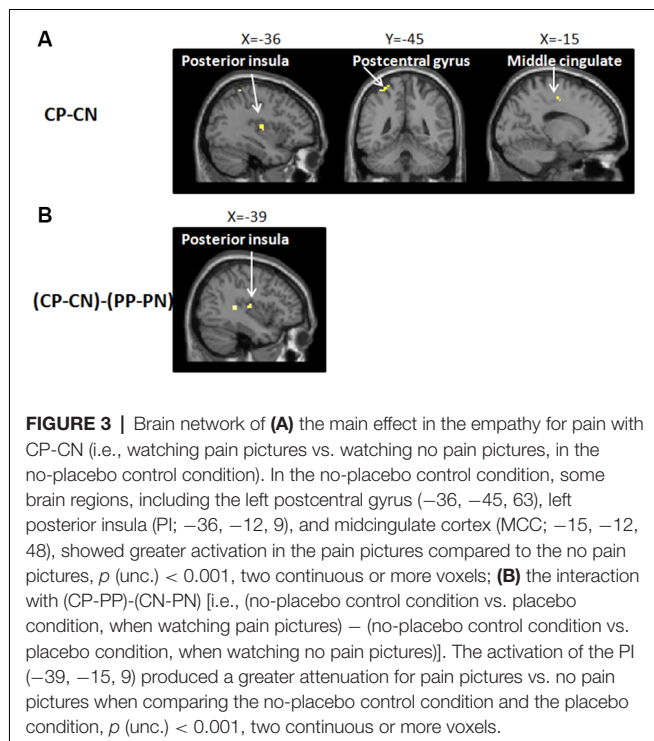 A
X=-36 Y=-45 X=-15
Posterior insula Postcentral gyrus Middle cingulate
CP-CN
B
X=-39
Posterior insula
(CP-CN)-(PP-PN)
FIGURE 3 | Brain network of (A) the main effect in the empathy for pain with
CP-CN (i.e., watching pain pictures vs. watching no pain pictures, in the
no-placebo control condition). In the no-placebo control condition, some
brain regions, including the left postcentral gyrus (−36, −45, 63), left
posterior insula (PI; −36, −12, 9), and midcingulate cortex (MCC; −15, −12,
48), showed greater activation in the pain pictures compared to the no pain
pictures, p (unc.) < 0.001, two continuous or more voxels; (B) the interaction
with (CP-PP)-(CN-PN) [i.e., (no-placebo control condition vs. placebo
condition, when watching pain pictures) − (no-placebo control condition vs.
placebo condition, when watching no pain pictures)]. The activation of the PI
(−39, −15, 9) produced a greater attenuation for pain pictures vs. no pain
pictures when comparing the no-placebo control condition and the placebo
condition, p (unc.) < 0.001, two continuous or more voxels.